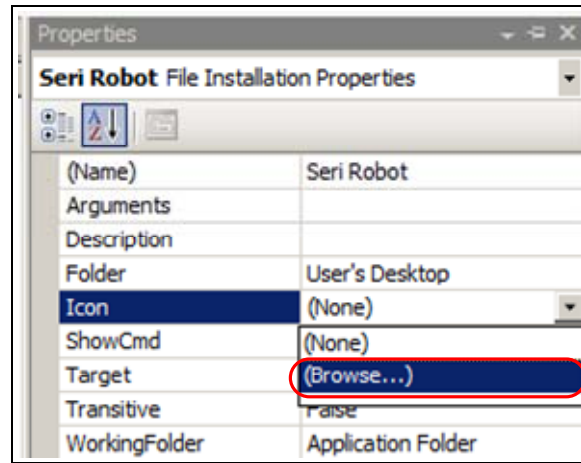 Properties
Seri Robot File Installation Properties
(Name) Seri Robot
Arguments
Description
Folder User's Desktop
Icon (None)
ShowCmd (None)
Target (Browse...)
Transitive False
WorkingFolder Application Folder